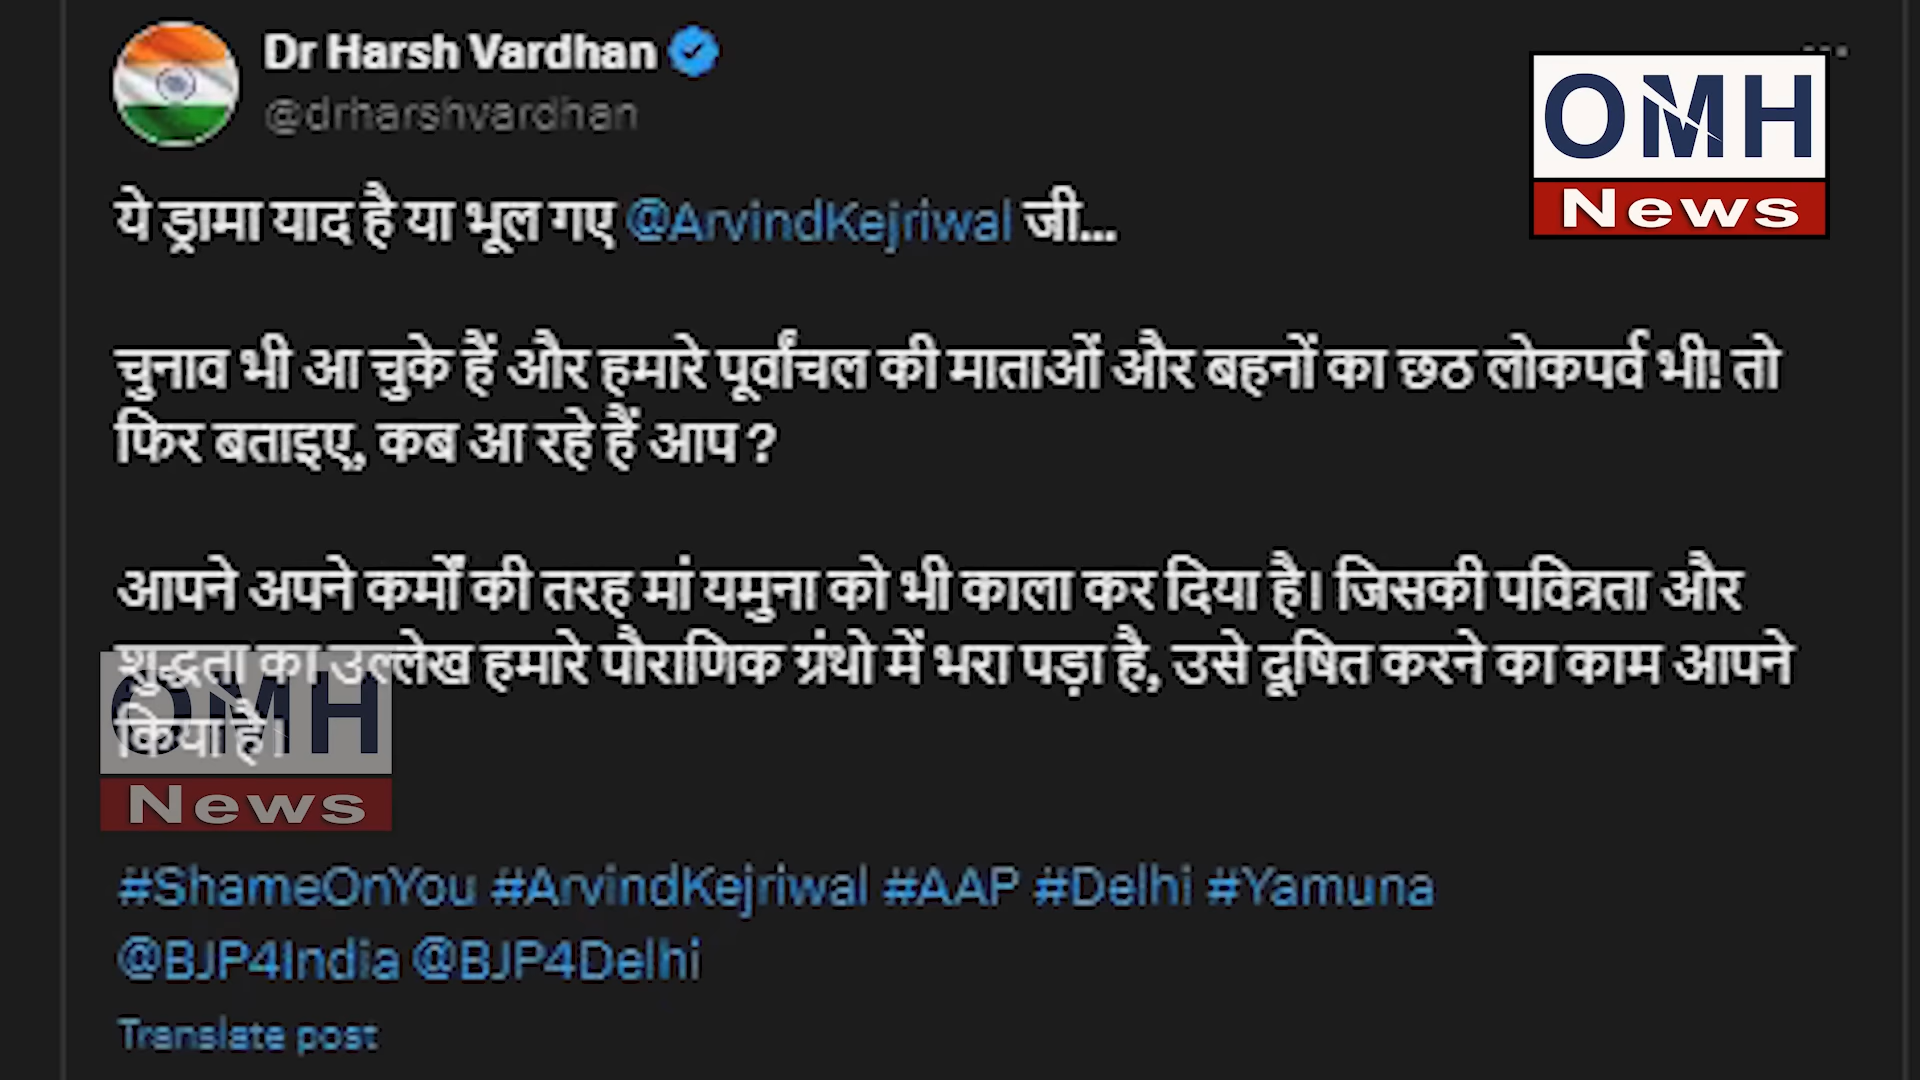 Dr Harsh Vardhan
@drharshvardhan
OMH
News
ये ड्रामा याद है या भूल गए @ArvindKejriwal जी...
चुनाव भी आ चुके हैं और हमारे पूर्वांचल की माताओं और बहनों का छठ लोकपर्व भी! तो
फिर बताइए, कब आ रहे हैं आप ?
आपने अपने कर्मों की तरह मां यमुना को भी काला कर दिया है। जिसकी पवित्रता और
शुद्धता का उल्लेख हमारे पौराणिक ग्रंथो में भरा पड़ा है, उसे दूषित करने का काम आपने
किया है।
OMH
News
#ShameOnYou #ArvindKejriwal #AAP #Delhi #Yamuna
@BJP4India @BJP4Delhi
Translate post